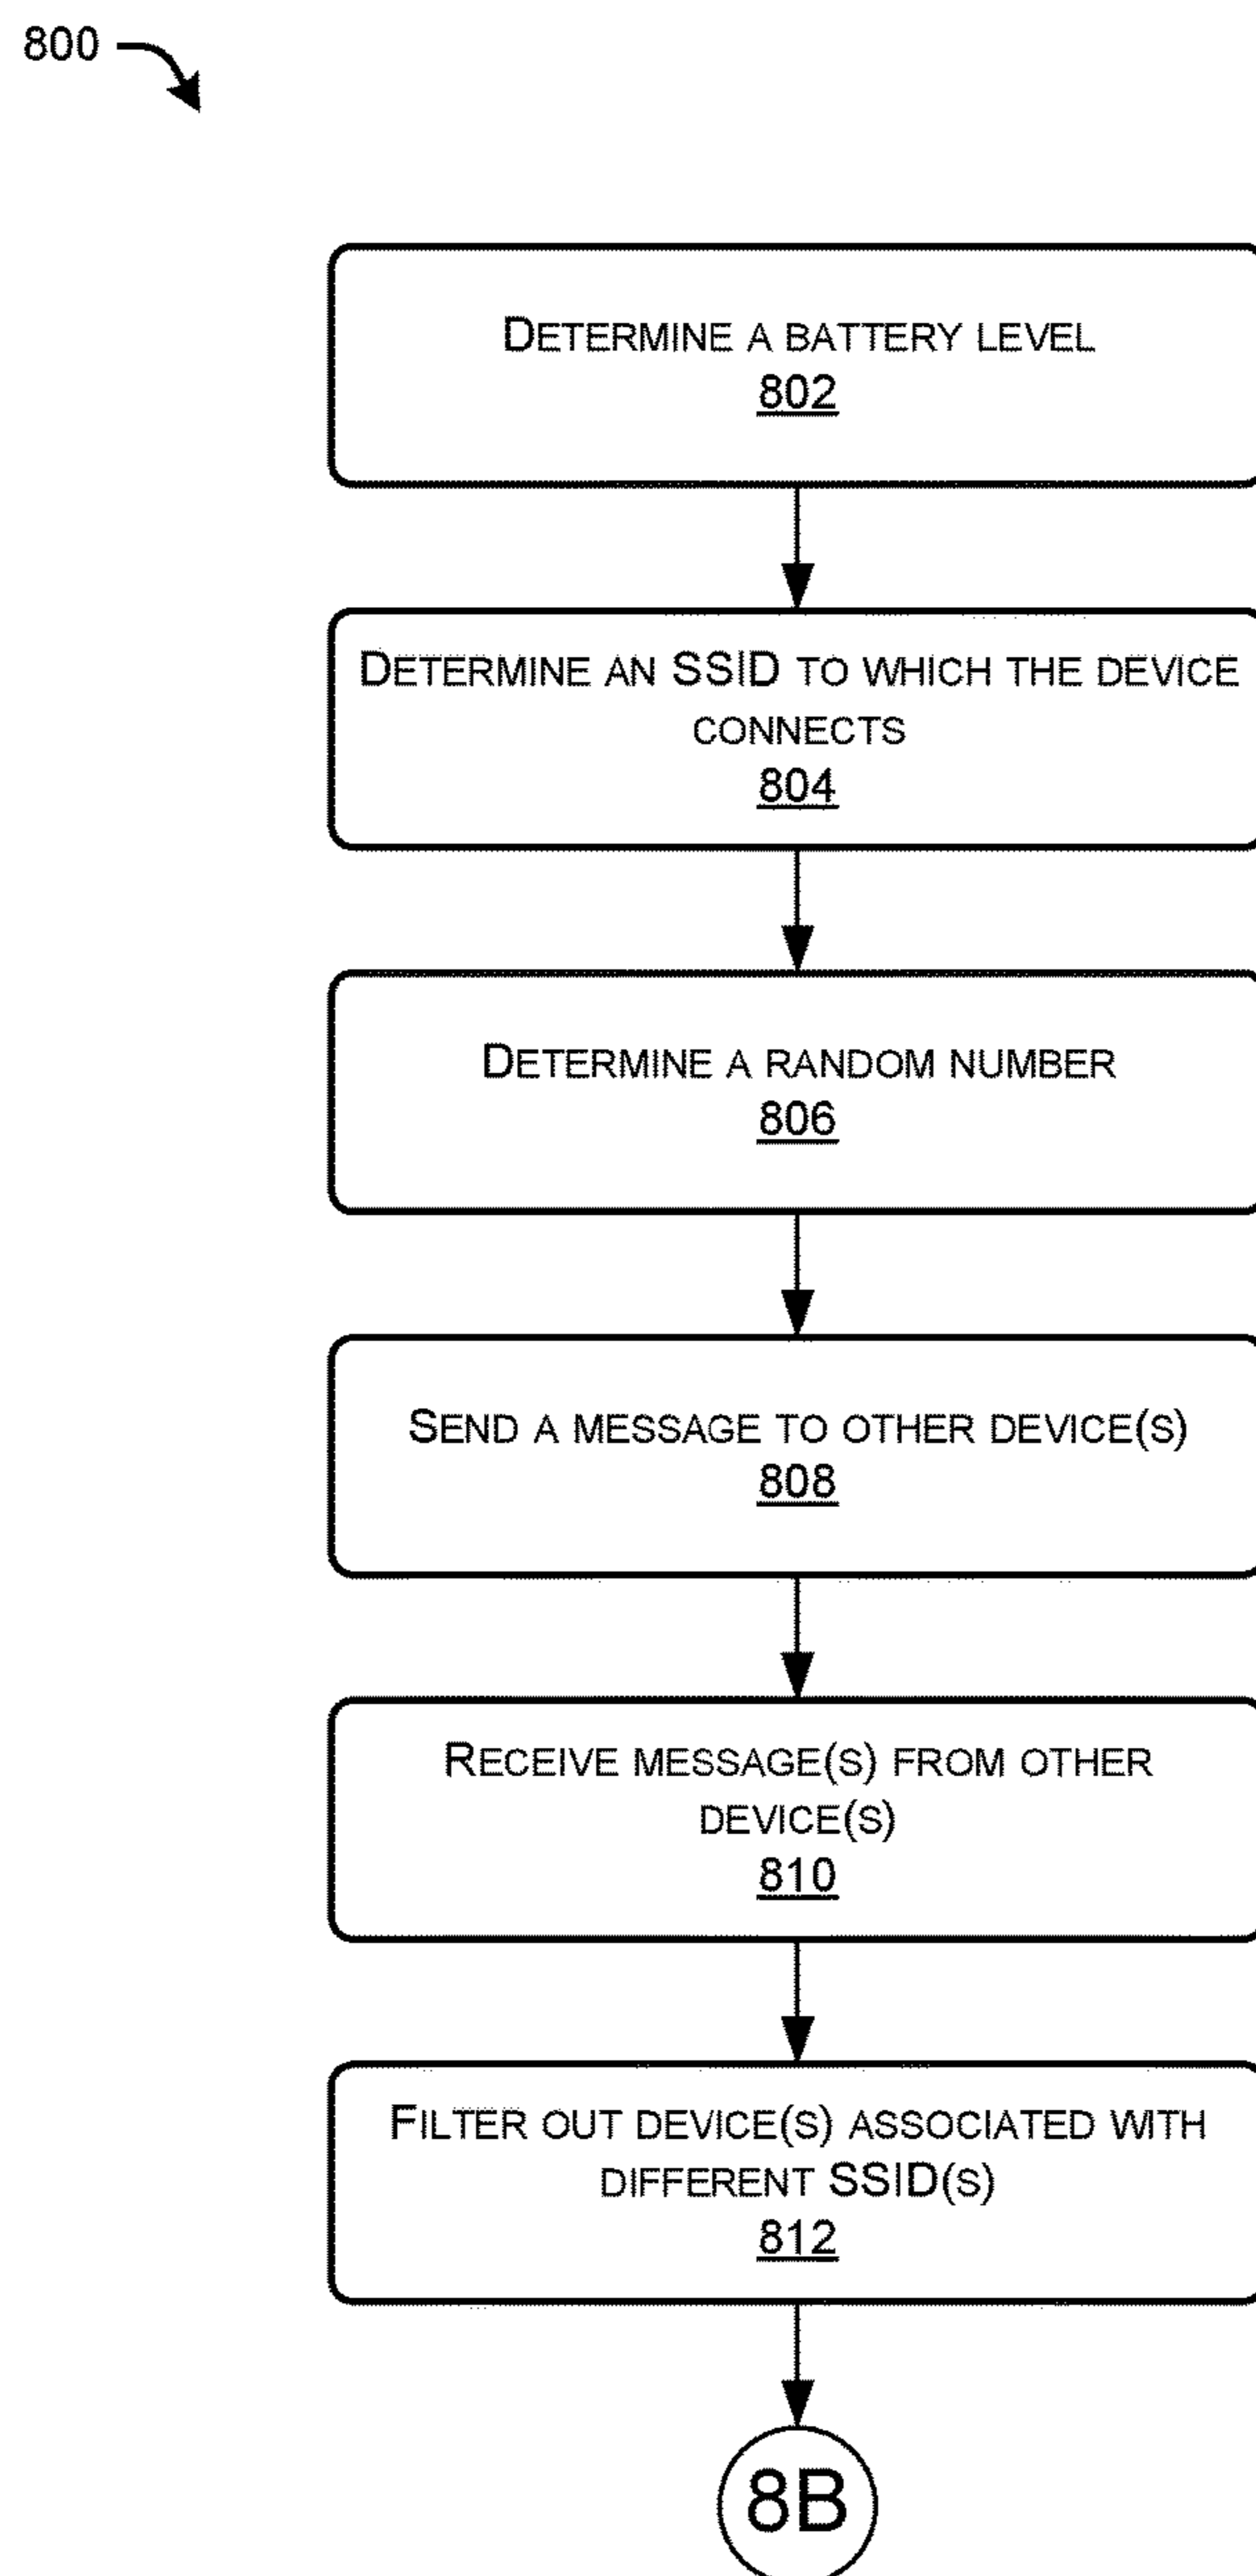 800
DETERMINE A BATTERY LEVEL
802
DETERMINE AN SSID TO WHICH THE DEVICE
CONNECTS
804
DETERMINE A RANDOM NUMBER
806
SEND A MESSAGE TO OTHER DEVICE(S)
808
RECEIVE MESSAGE(S) FROM OTHER
DEVICE(S)
810
FILTER OUT DEVICE(S) ASSOCIATED WITH
DIFFERENT SSID(S)
812
8B